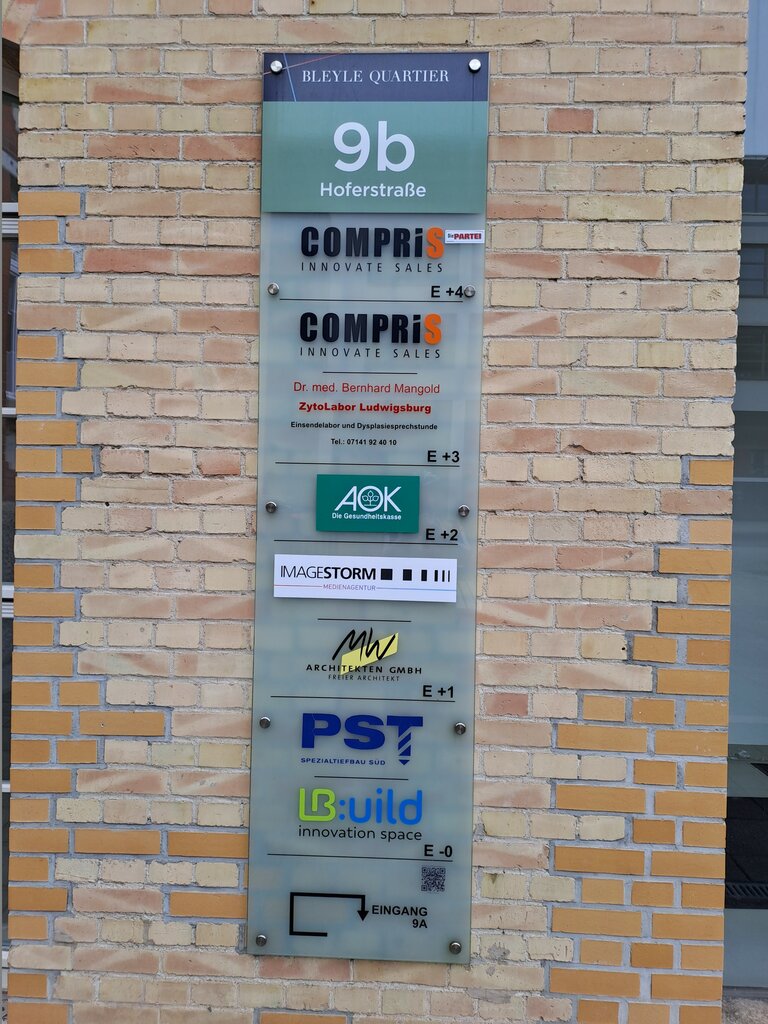 BLEYLE QUARTIER
9b
Hoferstraße
COMPRiS
Die PARTEI
INNOVATE SALES
E +4
COMPRiS
INNOVATE SALES
Dr. med. Bernhard Mangold
ZytoLabor Ludwigsburg
Einsendelabor und Dysplasiesprechstunde
Tel.: 07141 92 40 10
E +3
AOK
Die Gesundheitskasse
E +2
IMAGESTORM
MEDIENAGENTUR
MW
ARCHITEKTEN GMBH
FREIER ARCHITEKT
E +1
PST
SPEZIALTIEFBAU SÜD
LB:uild
innovation space
E -0
EINGANG
9A